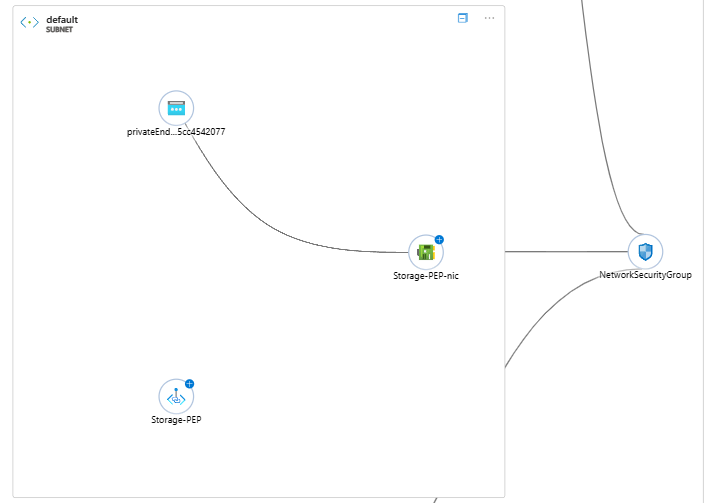 default
SUBNET
privateEnd...5cc4542077
Storage-PEP-nic
NetworkSecurityGroup
Storage-PEP